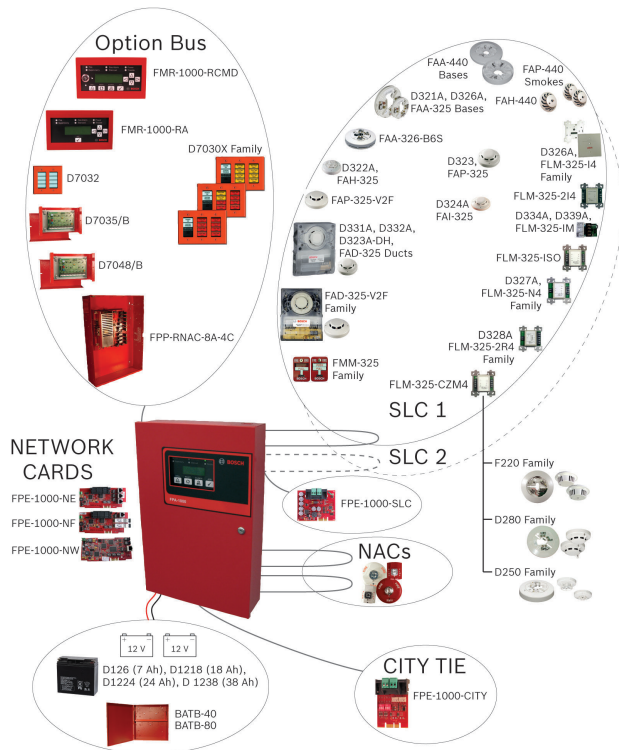 Option Bus
FMR-1000-RCMD
FMR-1000-RA
D7030X Family
D7032
D7035/B
D7048/B
FPP-RNAC-8A-4C
FAA-440
Bases
FAP-440
Smokes
FAH-440
D321A, D326A,
FAA-325 Bases
FAA-326-B6S
D322A,
FAH-325
D323,
FAP-325
D326A,
FLM-325-I4
Family
FAP-325-V2F
D324A
FAI-325
FLM-325-2I4
D331A, D332A,
D323A-DH,
FAD-325 Ducts
D334A, D339A,
FLM-325-IM
FLM-325-ISO
D327A,
FLM-325-N4
Family
FAD-325-V2F
Family
D328A
FLM-325-2R4
Family
FMM-325
Family
FLM-325-CZM4
SLC 1
SLC 2
NETWORK
CARDS
FPE-1000-NE
FPE-1000-NF
FPE-1000-NW
BOSCH
FPA-1000
FPE-1000-SLC
NACs
F220 Family
D280 Family
D250 Family
+ −
12 V
+ −
12 V
D126 (7 Ah), D1218 (18 Ah),
D1224 (24 Ah), D 1238 (38 Ah)
BATB-40
BATB-80
CITY TIE
FPE-1000-CITY